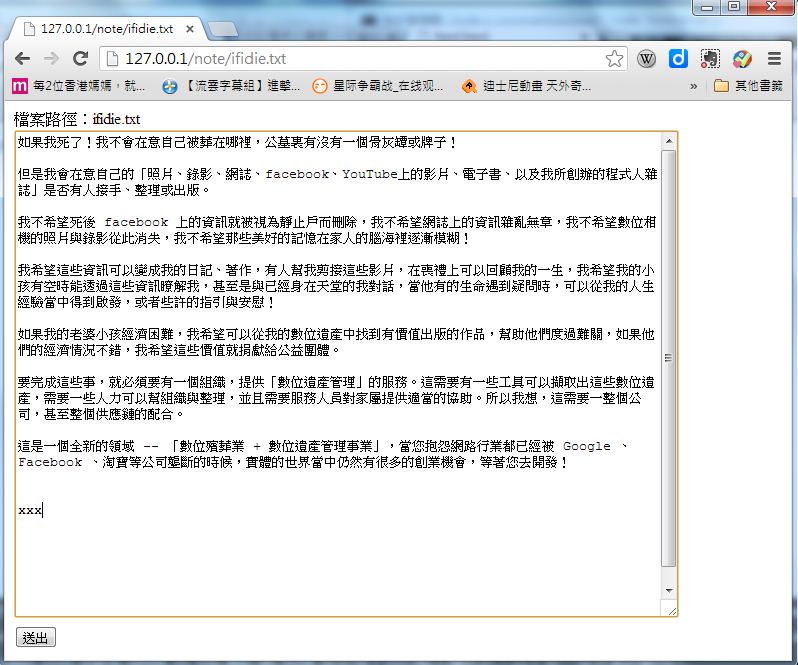 127.0.0.1/note/ifidie.txt
127.0.0.1/note/ifidie.txt
每2位香港媽媽，就...
【流雲字幕組】進擊...
星际争霸战_在线观...
迪士尼動畫 天外奇...
»
其他書籤
檔案路徑：ifidie.txt
如果我死了！我不會在意自己被葬在哪裡，公墓裏有沒有一個骨灰罈或牌子！
但是我會在意自己的「照片、錄影、網誌、facebook、YouTube上的影片、電子書、以及我所創辦的程式人雜
誌」是否有人接手、整理或出版。
我不希望死後 facebook 上的資訊就被視為靜止戶而刪除，我不希望網誌上的資訊雜亂無章，我不希望數位相
機的照片與錄影從此消失，我不希望那些美好的記憶在家人的腦海裡逐漸模糊！
我希望這些資訊可以變成我的日記、著作，有人幫我剪接這些影片，在喪禮上可以回顧我的一生，我希望我的小
孩有空時能透過這些資訊瞭解我，甚至是與已經身在天堂的我對話，當他有的生命遇到疑問時，可以從我的人生
經驗當中得到啟發，或者些許的指引與安慰！
如果我的老婆小孩經濟困難，我希望可以從我的數位遺產中找到有價值出版的作品，幫助他們度過難關，如果他
們的經濟情況不錯，我希望這些價值就捐獻給公益團體。
要完成這些事，就必須要有一個組織，提供「數位遺產管理」的服務。這需要有一些工具可以擷取出這些數位遺
產，需要一些人力可以幫組織與整理，並且需要服務人員對家屬提供適當的協助。所以我想，這需要一整個公
司，甚至整個供應鏈的配合。
這是一個全新的領域 -- 「數位殯葬業 + 數位遺產管理事業」，當您抱怨網路行業都已經被 Google 、
Facebook 、淘寶等公司壟斷的時候，實體的世界當中仍然有很多的創業機會，等著您去開發！
xxx
送出